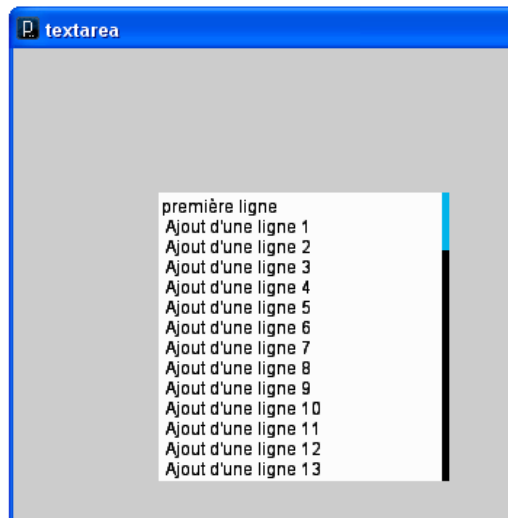 textarea
première ligne
Ajout d'une ligne 1
Ajout d'une ligne 2
Ajout d'une ligne 3
Ajout d'une ligne 4
Ajout d'une ligne 5
Ajout d'une ligne 6
Ajout d'une ligne 7
Ajout d'une ligne 8
Ajout d'une ligne 9
Ajout d'une ligne 10
Ajout d'une ligne 11
Ajout d'une ligne 12
Ajout d'une ligne 13